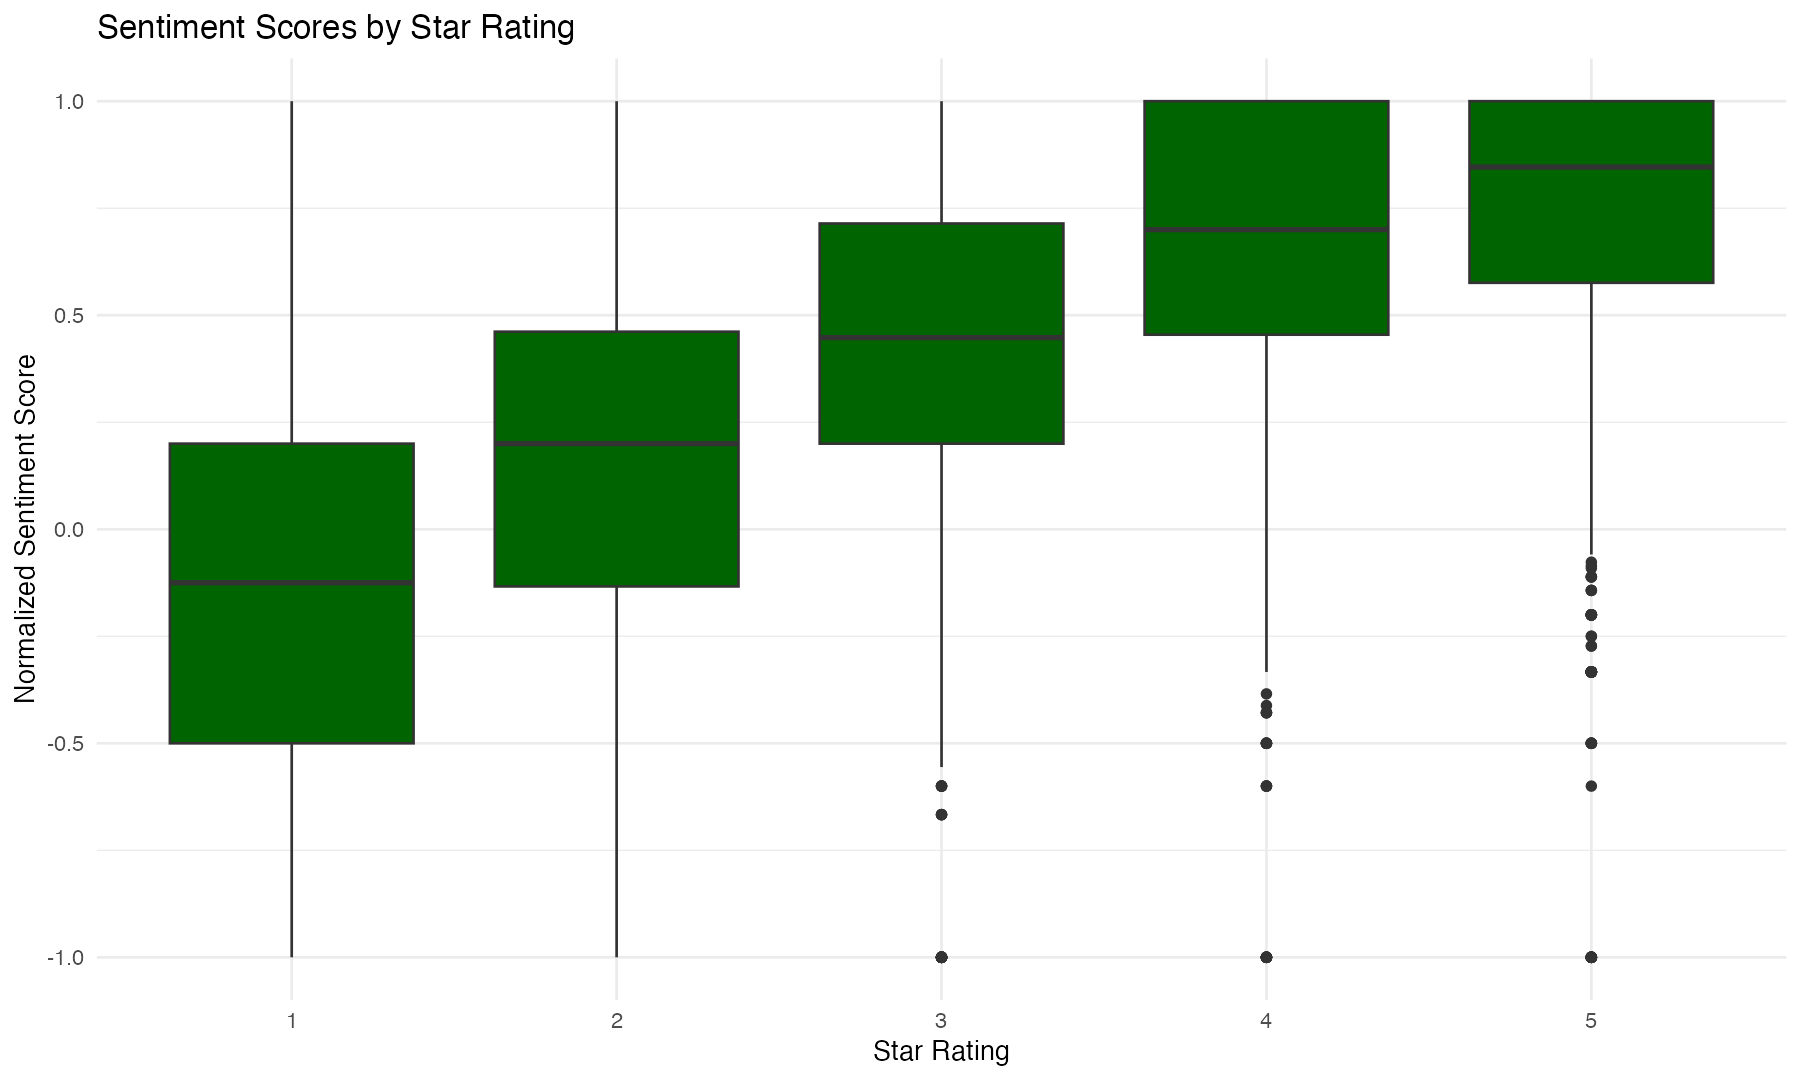 Sentiment Scores by Star Rating
Normalized Sentiment Score
1.0
0.5
0.0
-0.5
-1.0
1 2 3 4 5
Star Rating